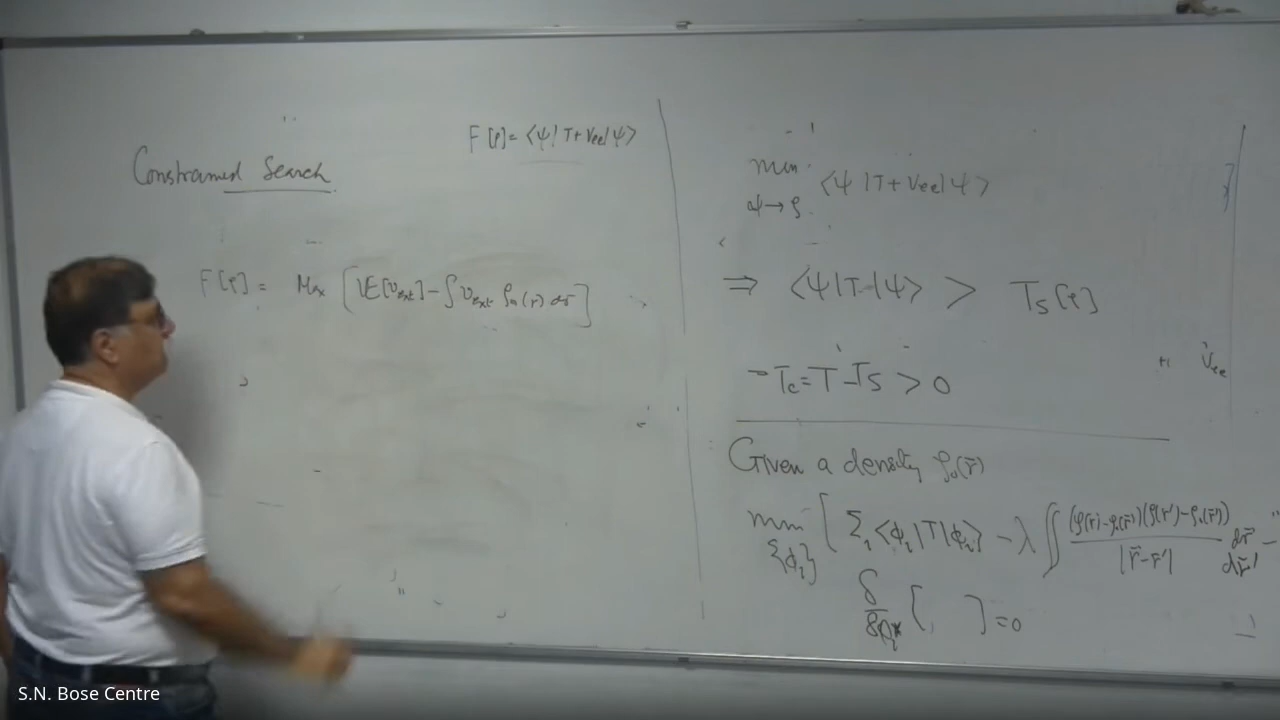 F[ρ] = ⟨ψ|T+Vee|ψ⟩
Constrained Search
F[ρ] = Max [E[vext] - ∫ vext ρ0(r) dr]
min ⟨ψ|T+Vee|ψ⟩
ψ→ρ
⇒ ⟨ψ|T|ψ⟩ > Ts[ρ]
Tc = T - Ts > 0
Vee
Given a density ρ0(r̄)
min [Σi ⟨ϕi|T|ϕi⟩ - λ ∬ (ρ(r̄)-ρ0(r̄))(ρ(r̄')-ρ0(r̄')) / |r̄-r̄'| dr̄ dr̄' -
{ϕi}
δ/δϕi* [ ] = 0
S.N. Bose Centre